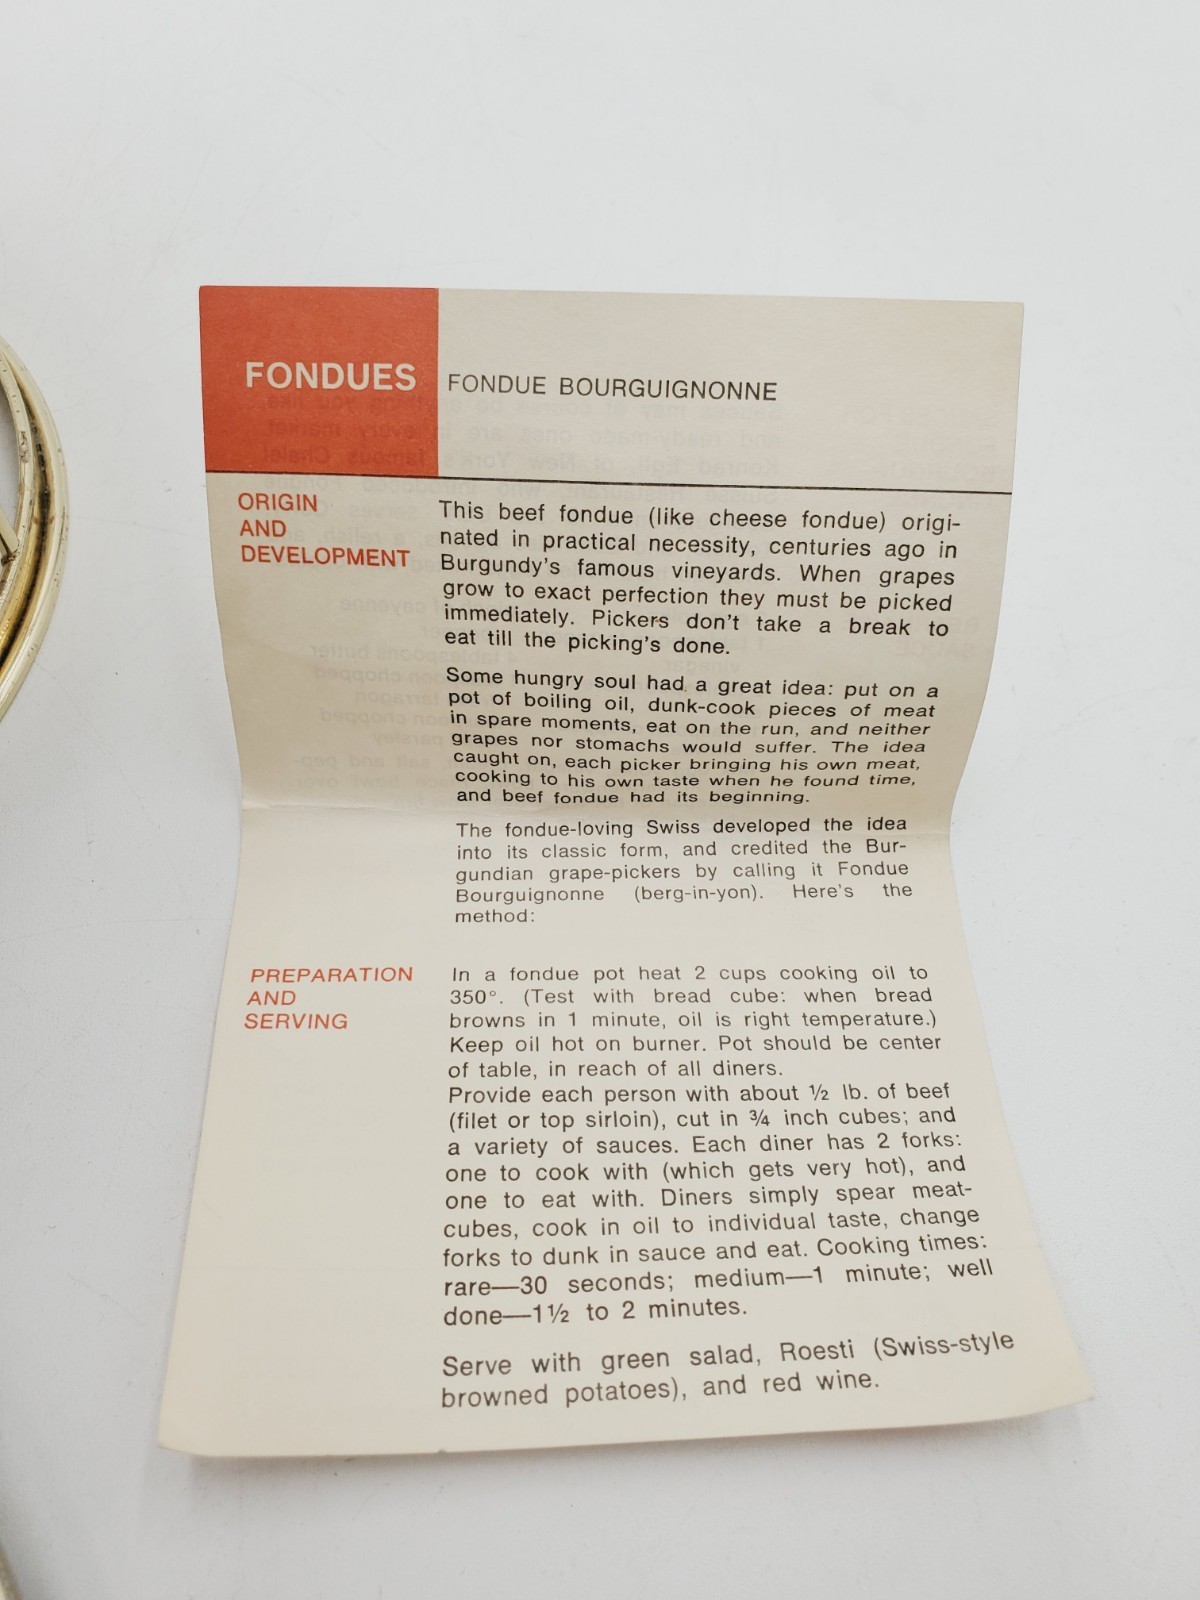 FONDUES
FONDUE BOURGUIGNONNE
ORIGIN
AND
DEVELOPMENT
This beef fondue (like cheese fondue) origi-
nated in practical necessity, centuries ago in
Burgundy's famous vineyards. When grapes
grow to exact perfection they must be picked
immediately. Pickers don't take a break to
eat till the picking's done.
Some hungry soul had a great idea: put on a
pot of boiling oil, dunk-cook pieces of meat
in spare moments, eat on the run, and neither
grapes nor stomachs would suffer. The idea
caught on, each picker bringing his own meat,
cooking to his own taste when he found time,
and beef fondue had its beginning.
The fondue-loving Swiss developed the idea
into its classic form, and credited the Bur-
gundian grape-pickers by calling it Fondue
Bourguignonne (berg-in-yon). Here's the
method:
PREPARATION
AND
SERVING
In a fondue pot heat 2 cups cooking oil to
350°. (Test with bread cube: when bread
browns in 1 minute, oil is right temperature.)
Keep oil hot on burner. Pot should be center
of table, in reach of all diners.
Provide each person with about ½ lb. of beef
(filet or top sirloin), cut in ¾ inch cubes; and
a variety of sauces. Each diner has 2 forks:
one to cook with (which gets very hot), and
one to eat with. Diners simply spear meat-
cubes, cook in oil to individual taste, change
forks to dunk in sauce and eat. Cooking times:
rare—30 seconds; medium—1 minute; well
done—1½ to 2 minutes.
Serve with green salad, Roesti (Swiss-style
browned potatoes), and red wine.